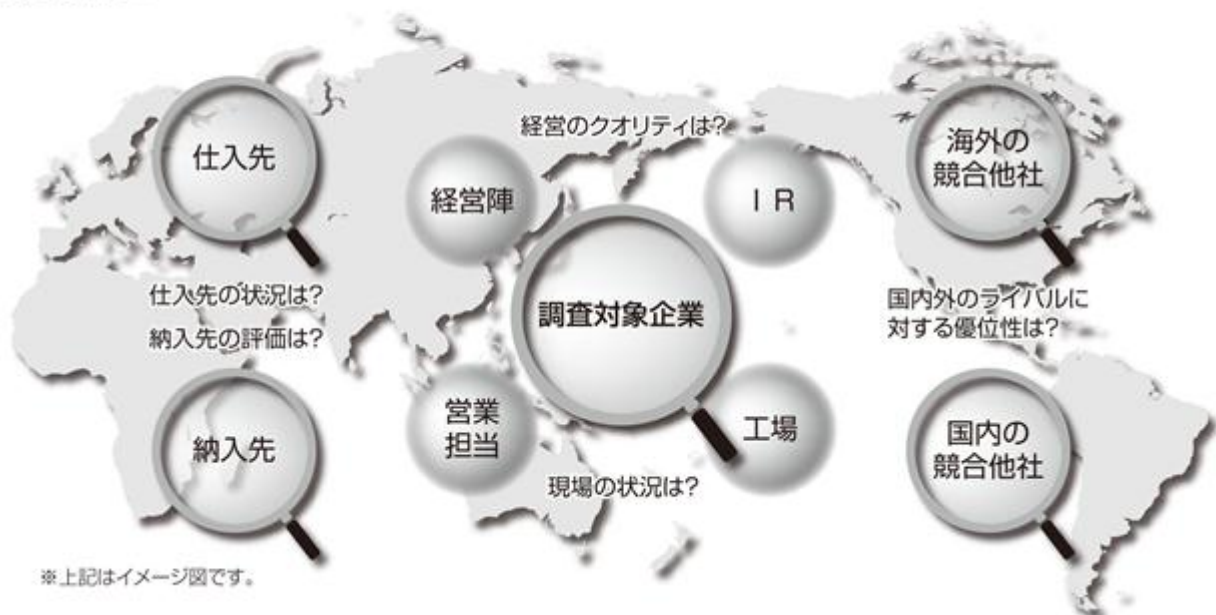 仕入先
経営のクオリティは?
海外の
競合他社
経営陣
ＩＲ
仕入先の状況は?
納入先の評価は?
調査対象企業
国内外のライバルに
対する優位性は?
納入先
営業
担当
工場
国内の
競合他社
現場の状況は?
※上記はイメージ図です。